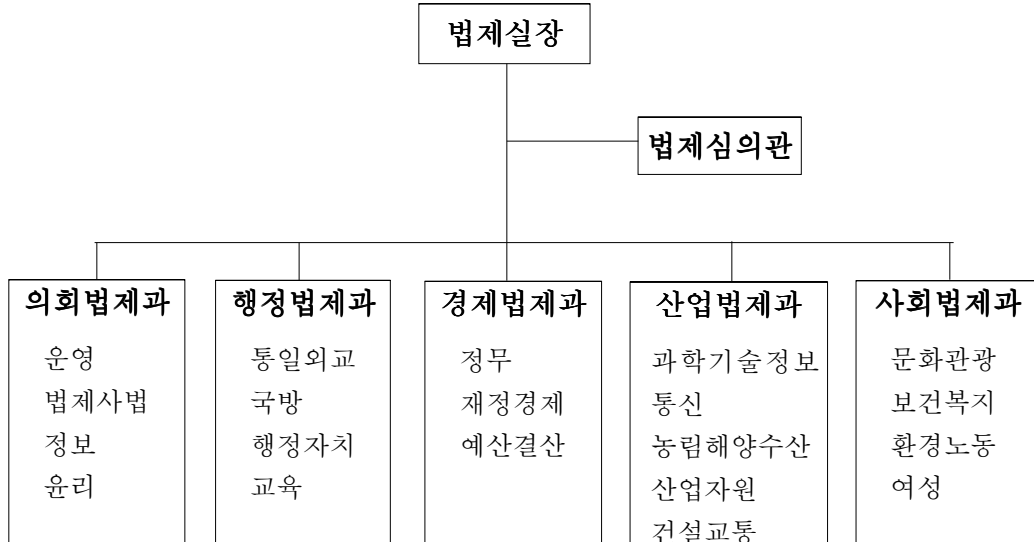 법제실장
법제심의관
의회법제과
운영
법제사법
정보
윤리
행정법제과
통일외교
국방
행정자치
교육
경제법제과
정무
재정경제
예산결산
산업법제과
과학기술정보
통신
농림해양수산
산업자원
건설교통
사회법제과
문화관광
보건복지
환경노동
여성